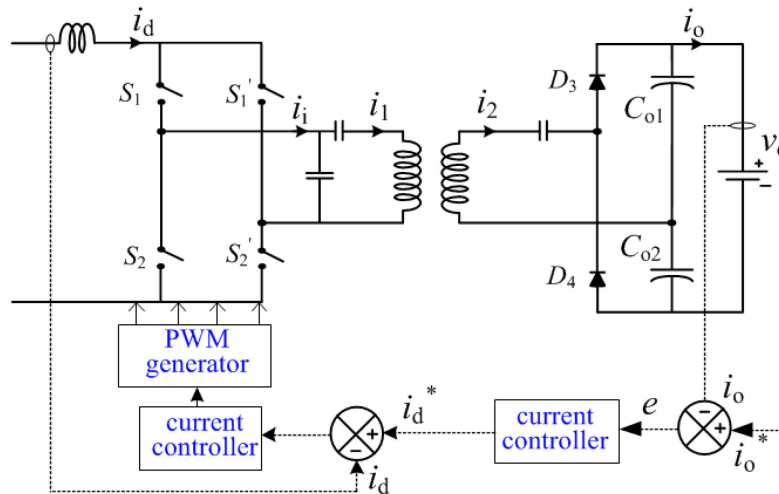 i_d
i_o
S_1
S_1'
D_3
i_i
i_1
i_2
C_o1
S_2
S_2'
D_4
C_o2
PWM
generator
current
controller
i_d*
current
controller
e
i_o
i_o*
i_d